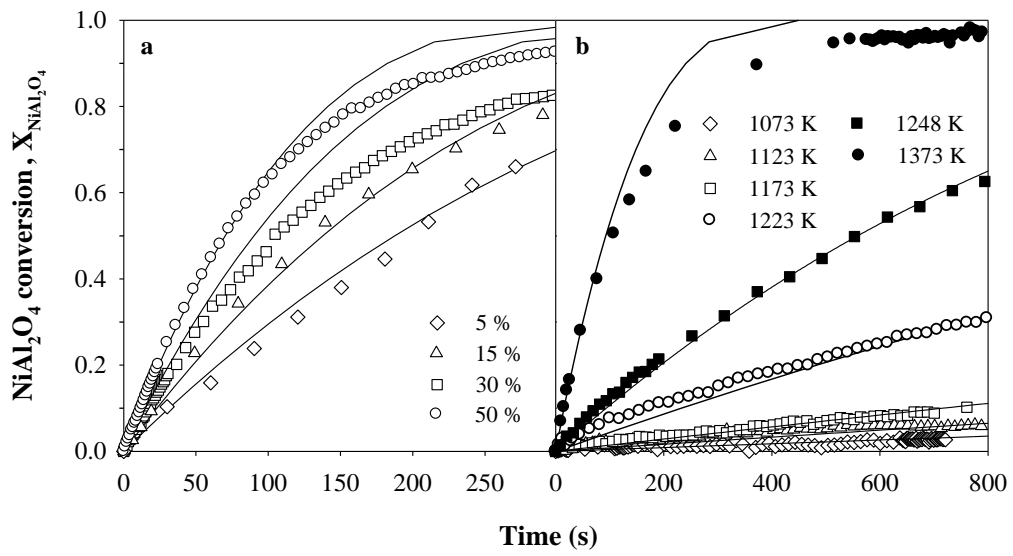 NiAl2O4 conversion , XNiAl2O4
1.0
0.8
0.6
0.4
0.2
0.0
a
5 %
15 %
30 %
50 %
0 50 100 150 200 250
b
1073 K 1248 K
1123 K 1373 K
1173 K
1223 K
0 200 400 600 800
Time (s)